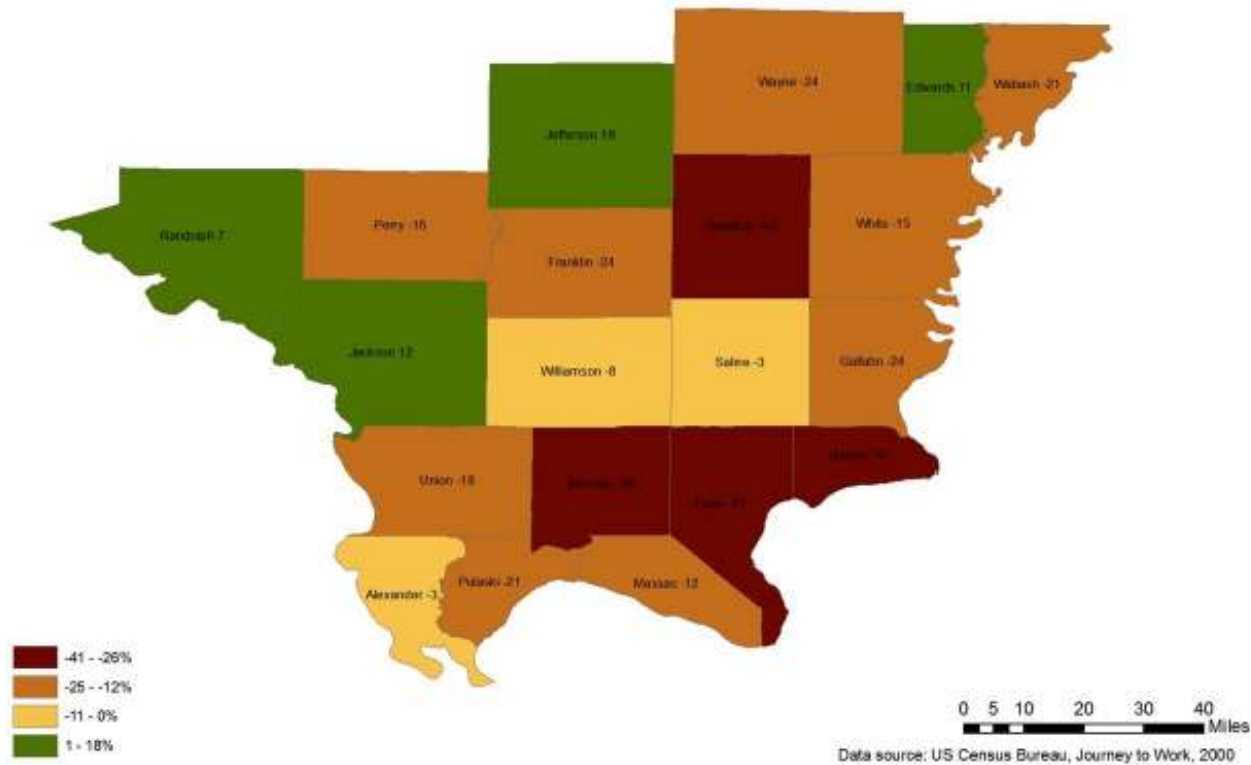 Wayne -24
Edwards 11
Wabash -21
Jefferson 18
Randolph 7
Perry -16
White -15
Franklin -24
Jackson 12
Williamson -8
Saline -3
Gallatin -24
Union -18
Alexander -3
Pulaski -21
Massac -12
-41 - -26%
-25 - -12%
-11 - 0%
1 - 18%
0 5 10 20 30 40
Miles
Data source: US Census Bureau, Journey to Work, 2000